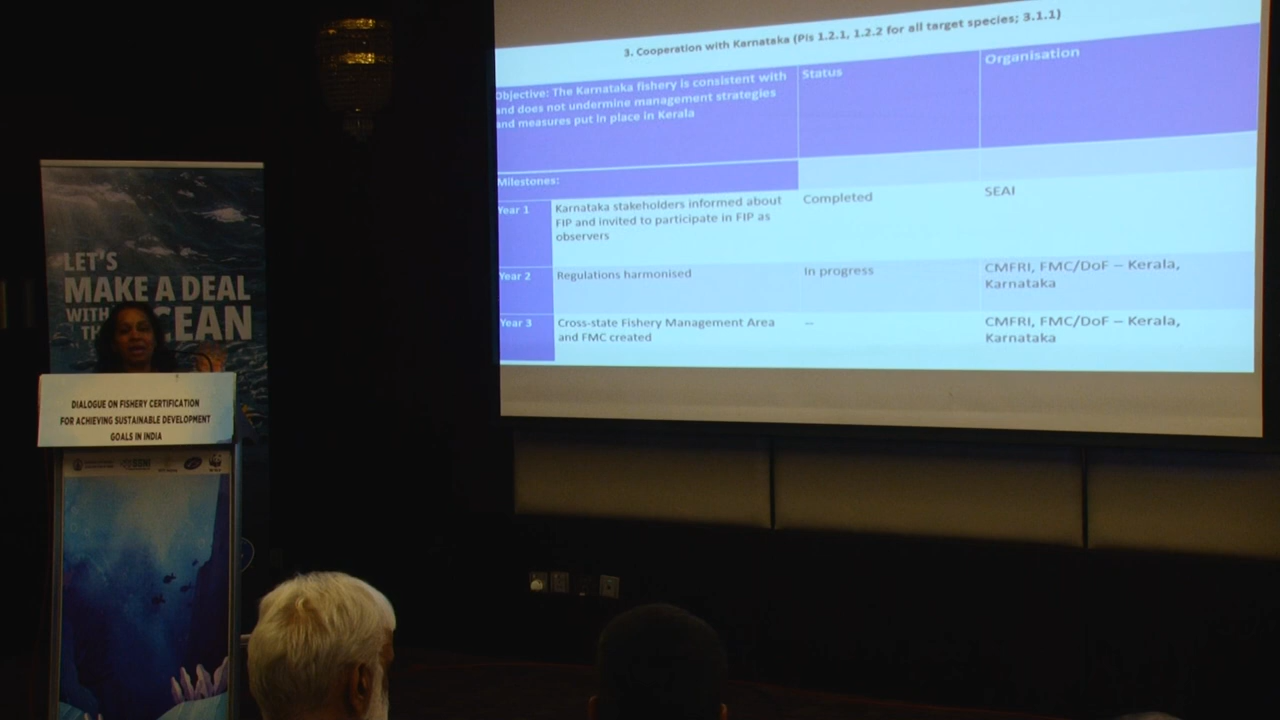 3. Cooperation with Karnataka (PIs 1.2.1, 1.2.2 for all target species; 3.1.1)
Objective: The Karnataka fishery is consistent with
and does not undermine management strategies
and measures put in place in Kerala
Status
Organisation
Milestones:
Year 1
Karnataka stakeholders informed about
FIP and invited to participate in FIP as
observers
Completed
SEAI
Year 2
Regulations harmonised
In progress
CMFRI, FMC/DoF – Kerala,
Karnataka
Year 3
Cross-state Fishery Management Area
and FMC created
--
CMFRI, FMC/DoF – Kerala,
Karnataka
LET'S
MAKE A DEAL
WITH
TH CEAN
DIALOGUE ON FISHERY CERTIFICATION
FOR ACHIEVING SUSTAINABLE DEVELOPMENT
GOALS IN INDIA